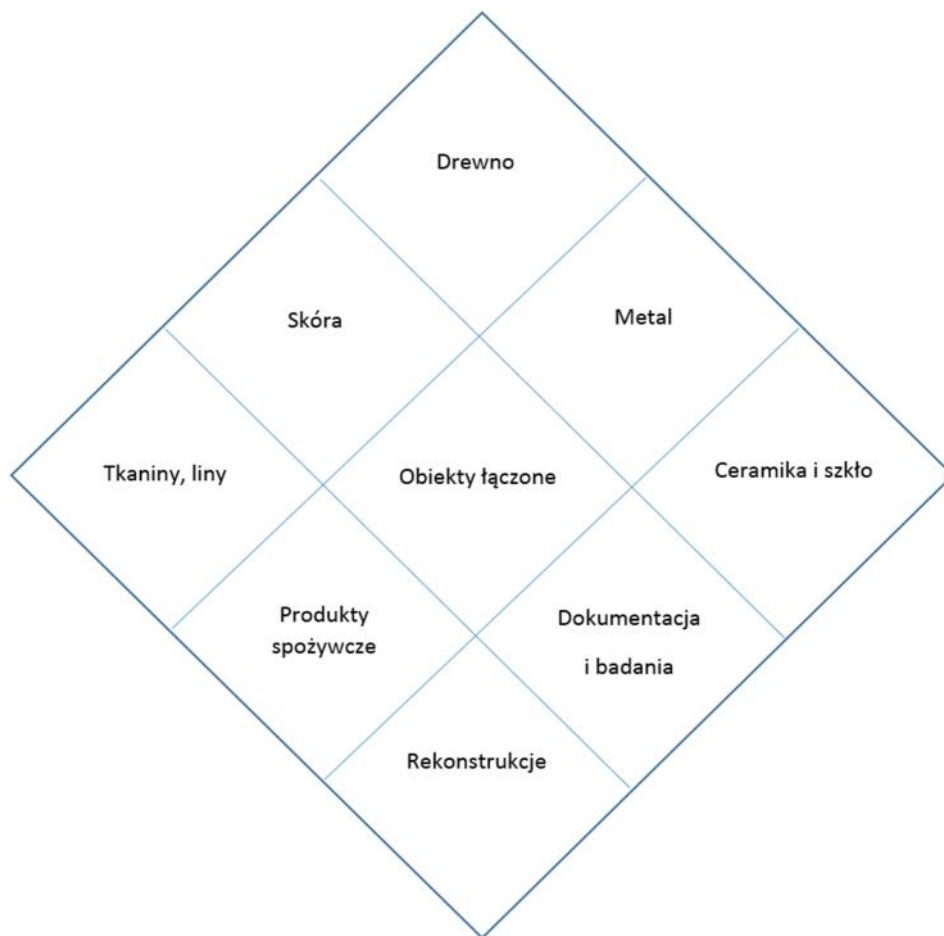 Drewno
Skóra
Metal
Tkaniny, liny
Obiekty łączone
Ceramika i szkło
Produkty
spożywcze
Dokumentacja
i badania
Rekonstrukcje